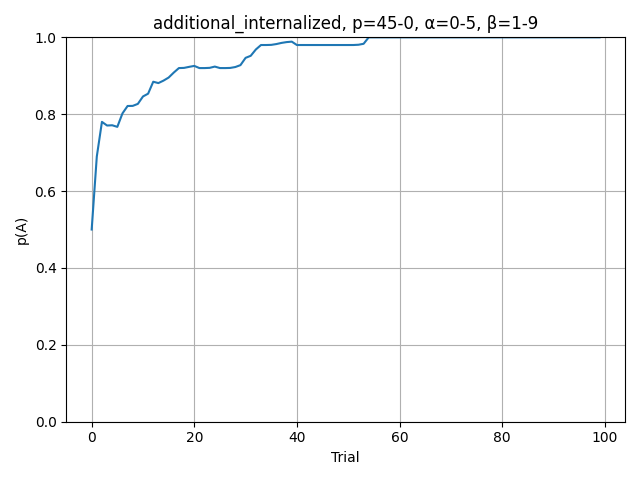 additional_internalized, p=45-0, α=0-5, β=1-9
1.0
0.8
0.6
0.4
0.2
0.0
p(A)
0 20 40 60 80 100
Trial